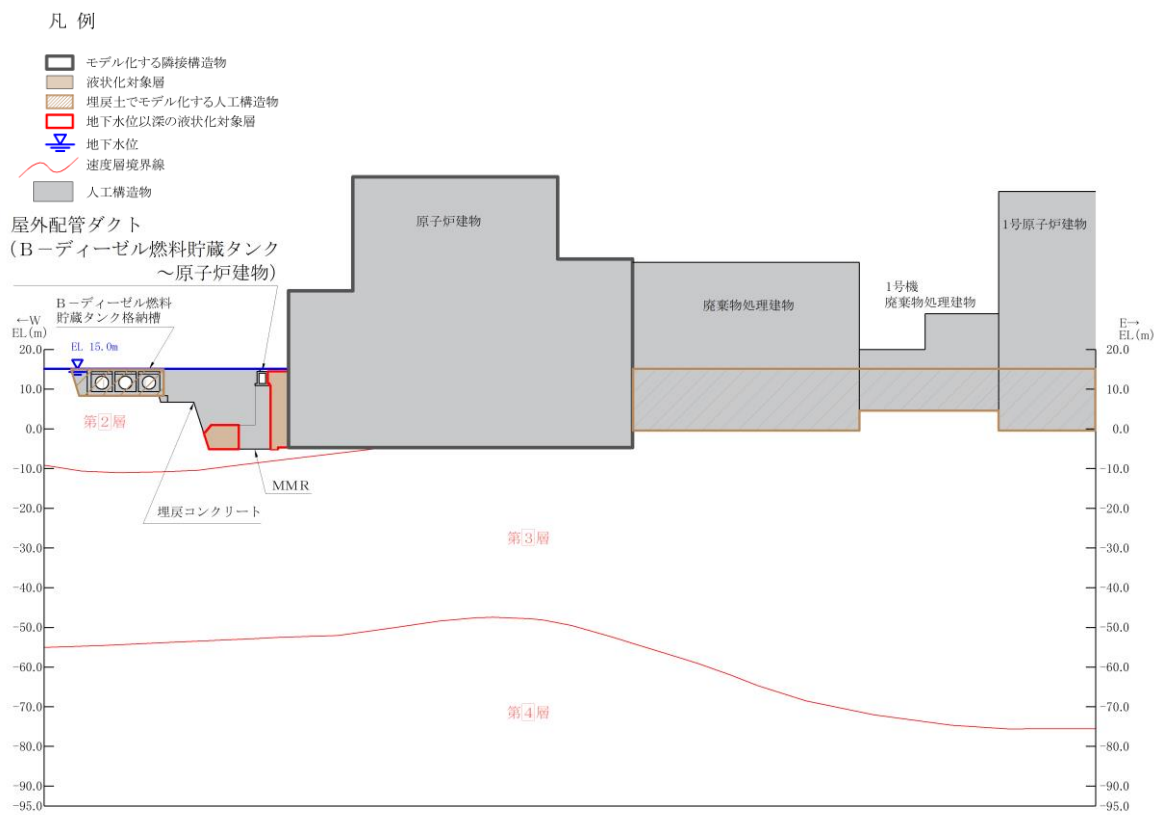 凡 例
モデル化する隣接構造物
液状化対象層
埋戻土でモデル化する人工構造物
地下水位以深の液状化対象層
地下水位
速度層境界線
人工構造物
屋外配管ダクト
(B－ディーゼル燃料貯蔵タンク
～原子炉建物)
B－ディーゼル燃料
貯蔵タンク格納槽
←W
EL(m)
EL 15.0m
原子炉建物
廃棄物処理建物
1号機
廃棄物処理建物
1号原子炉建物
E→
EL(m)
20.0
10.0
0.0
-10.0
-20.0
-30.0
-40.0
-50.0
-60.0
-70.0
-80.0
-90.0
-95.0
第2層
MMR
埋戻コンクリート
第3層
第4層
20.0
10.0
0.0
-10.0
-20.0
-30.0
-40.0
-50.0
-60.0
-70.0
-80.0
-90.0
-95.0